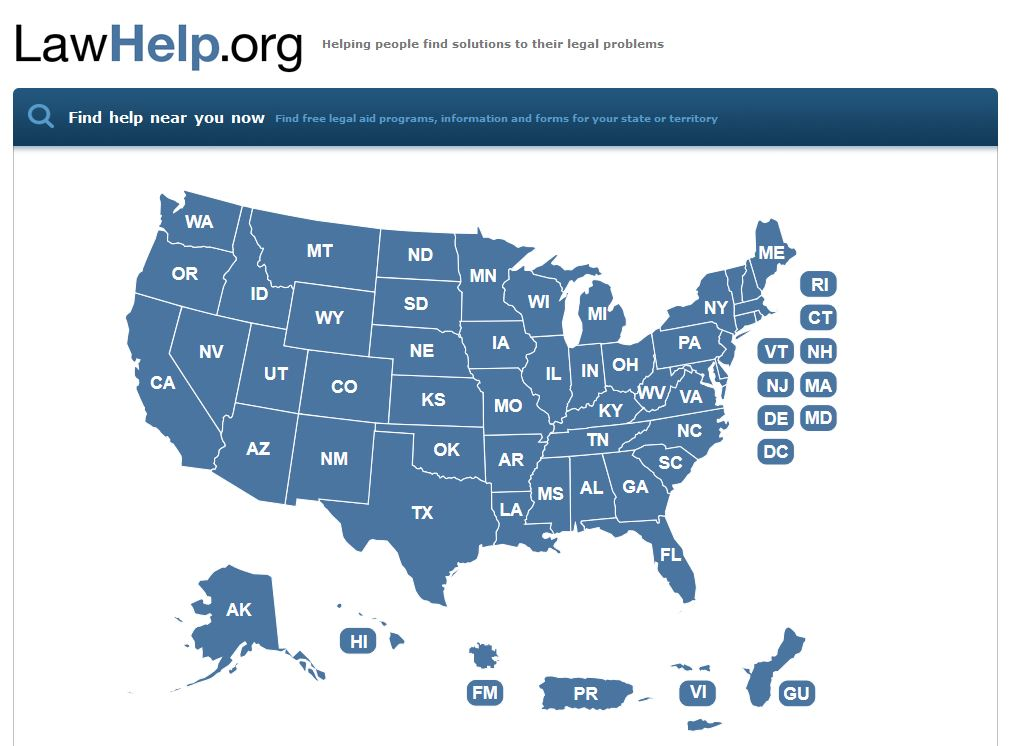 LawHelp.org Helping people find solutions to their legal problems
Find help near you now Find free legal aid programs, information and forms for your state or territory
WA
MT
ND
MN
ME
OR
ID
SD
WI
MI
NY
RI
WY
CT
NV
NE
IA
PA
VT NH
CA
UT
CO
IL
IN
OH
NJ MA
KS
MO
WV
VA
KY
DE MD
AZ
NM
OK
AR
TN
NC
DC
SC
TX
LA
MS
AL
GA
FL
AK
HI
FM
PR
VI
GU